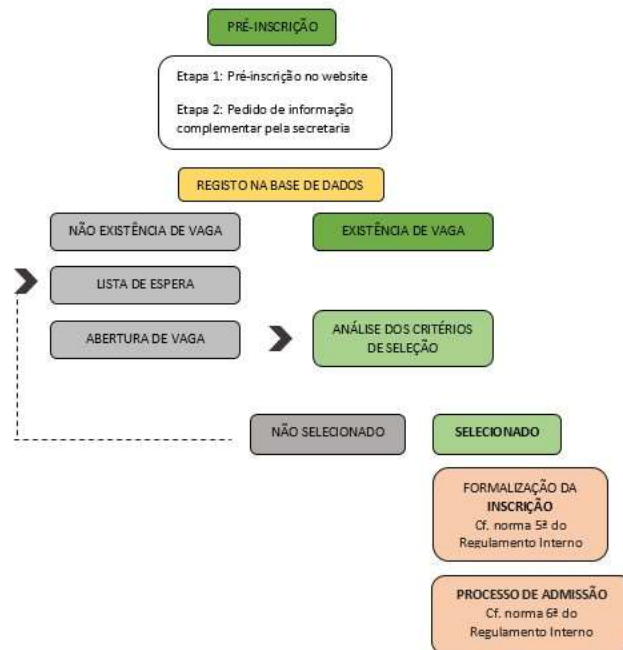 PRÉ-INSCRIÇÃO
Etapa 1: Pré-inscrição no website
Etapa 2: Pedido de informação
complementar pela secretaria
REGISTO NA BASE DE DADOS
NÃO EXISTÊNCIA DE VAGA
EXISTÊNCIA DE VAGA
LISTA DE ESPERA
ABERTURA DE VAGA
ANÁLISE DOS CRITÉRIOS
DE SELEÇÃO
NÃO SELECIONADO
SELECIONADO
FORMALIZAÇÃO DA
INSCRIÇÃO
Cf. norma 5ª do
Regulamento Interno
PROCESSO DE ADMISSÃO
Cf. norma 6ª do
Regulamento Interno